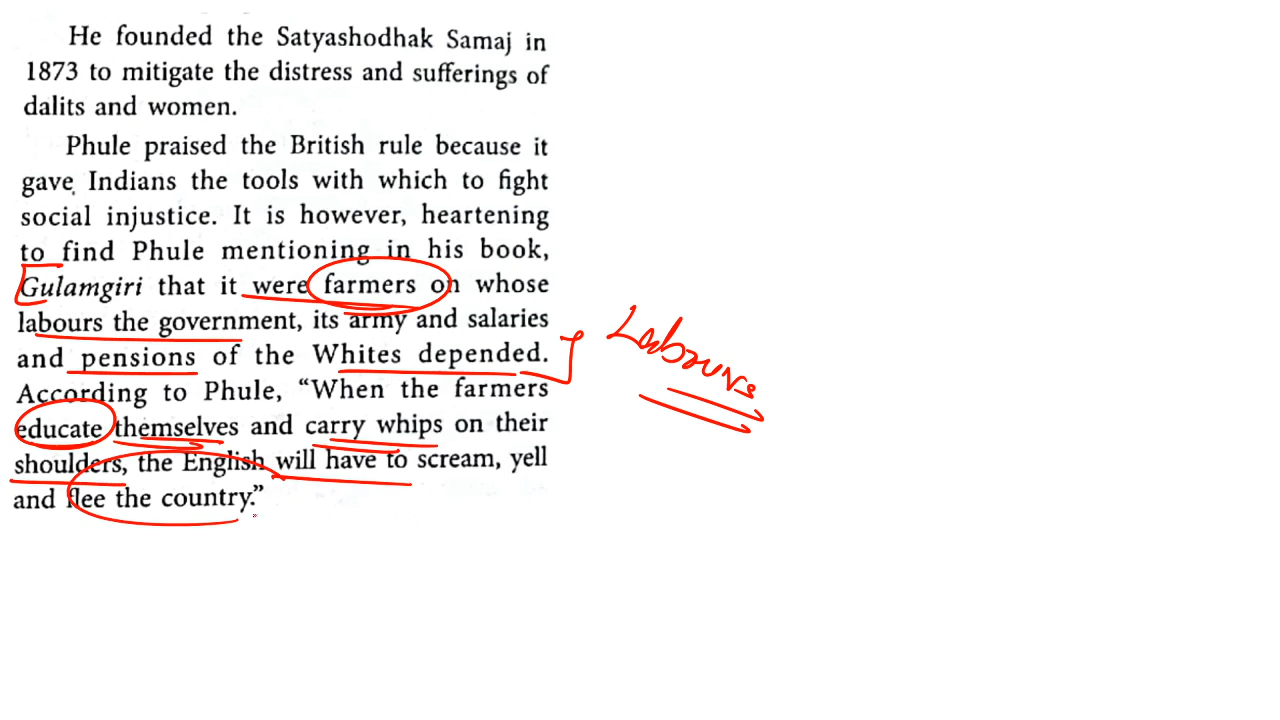 He founded the Satyashodhak Samaj in
1873 to mitigate the distress and sufferings of
dalits and women.
Phule praised the British rule because it
gave Indians the tools with which to fight
social injustice. It is however, heartening
to find Phule mentioning in his book,
Gulamgiri that it were farmers on whose
labours the government, its army and salaries
and pensions of the Whites depended.
According to Phule, “When the farmers
educate themselves and carry whips on their
shoulders, the English will have to scream, yell
and flee the country.”
Labours